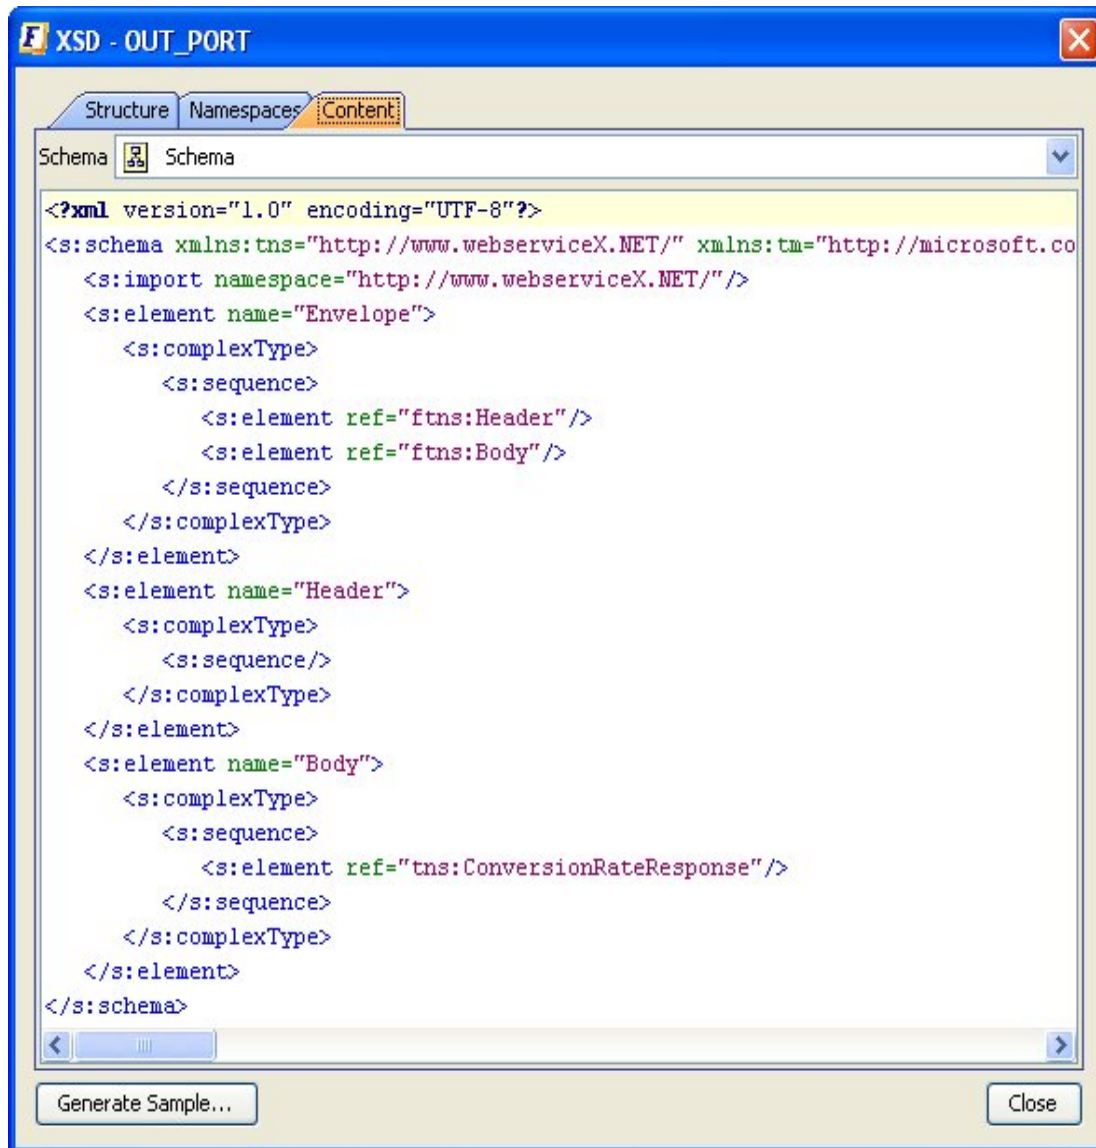 XSD - OUT_PORT
Structure Namespaces Content
Schema Schema
<?xml version="1.0" encoding="UTF-8"?>
<s:schema xmlns:tns="http://www.webserviceX.NET/" xmlns:tm="http://microsoft.co
<s:import namespace="http://www.webserviceX.NET/"/>
<s:element name="Envelope">
<s:complexType>
<s:sequence>
<s:element ref="ftns:Header"/>
<s:element ref="ftns:Body"/>
</s:sequence>
</s:complexType>
</s:element>
<s:element name="Header">
<s:complexType>
<s:sequence/>
</s:complexType>
</s:element>
<s:element name="Body">
<s:complexType>
<s:sequence>
<s:element ref="tns:ConversionRateResponse"/>
</s:sequence>
</s:complexType>
</s:element>
</s:schema>
Generate Sample... Close